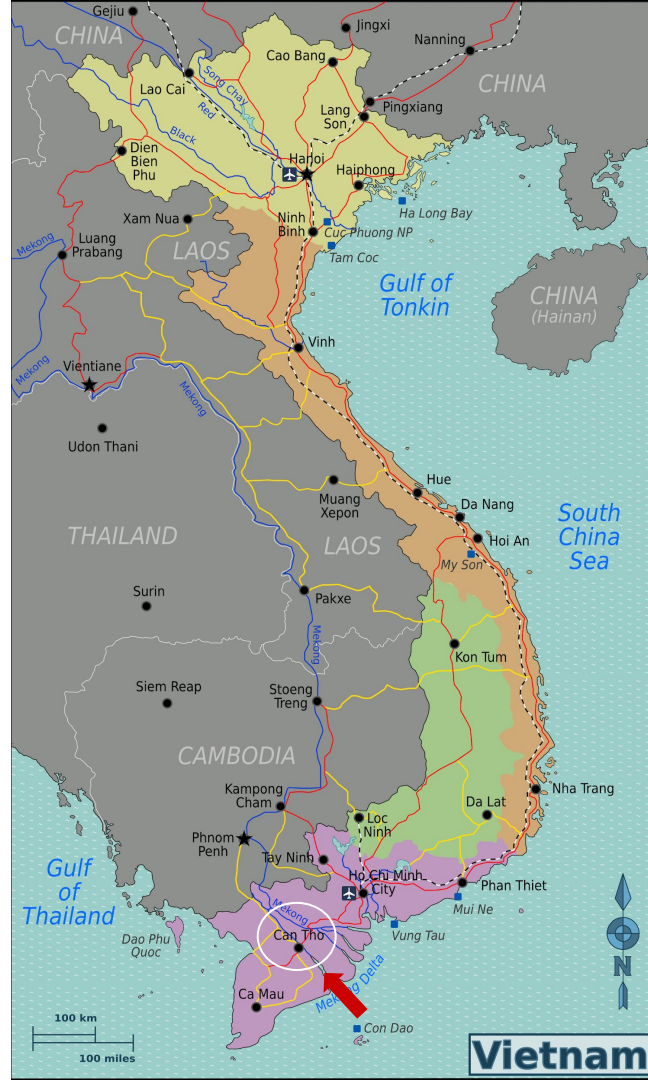 Gejiu
CHINA
Jingxi
Nanning
Cao Bang
Lao Cai
Song Chay
CHINA
Red
Lang
Son
Pingxiang
Black
Dien
Bien
Phu
Hanoi
Haiphong
Xam Nua
Ha Long Bay
Ninh
Binh
Cuc Phuong NP
Mekong
Luang
Prabang
LAOS
Tam Coc
Gulf of
Tonkin
CHINA
(Hainan)
Vinh
Mekong
Vientiane
Mekong
Udon Thani
Muang
Xepon
Hue
Da Nang
South
China
Sea
THAILAND
LAOS
Hoi An
My Son
Surin
Pakxe
Mekong
Kon Tum
Siem Reap
Stoeng
Treng
CAMBODIA
Kampong
Cham
Nha Trang
Da Lat
Loc
Ninh
Phnom
Penh
Tay Ninh
Ho Chi Minh
City
Phan Thiet
Gulf
of
Thailand
Mekong
Mui Ne
Dao Phu
Quoc
Can Tho
Vung Tau
Mekong Delta
N
Ca Mau
100 km
100 miles
Con Dao
Vietnam